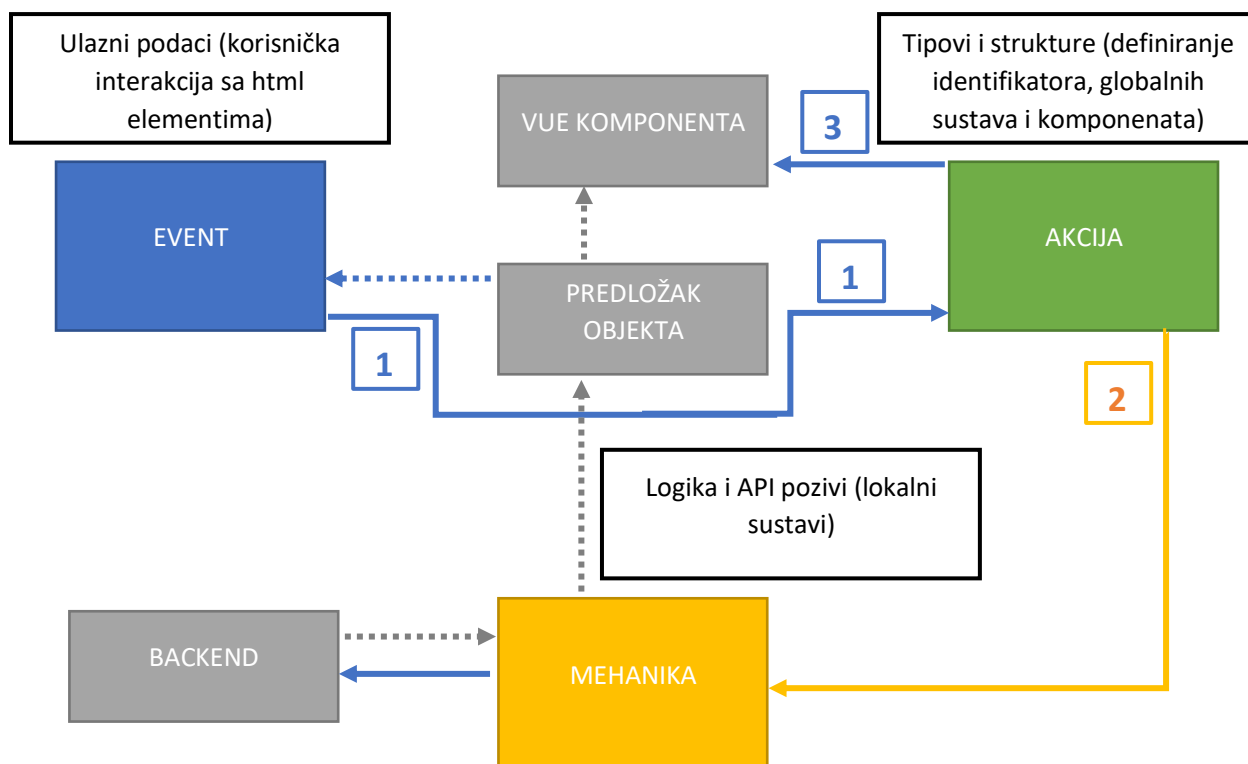 Ulazni podaci (korisnička
interakcija sa html
elementima)
Tipovi i strukture (definiranje
identifikatora, globalnih
sustava i komponenata)
VUE KOMPONENTA
3
EVENT
AKCIJA
PREDLOŽAK
OBJEKTA
1
1
2
Logika i API pozivi (lokalni
sustavi)
BACKEND
MEHANIKA